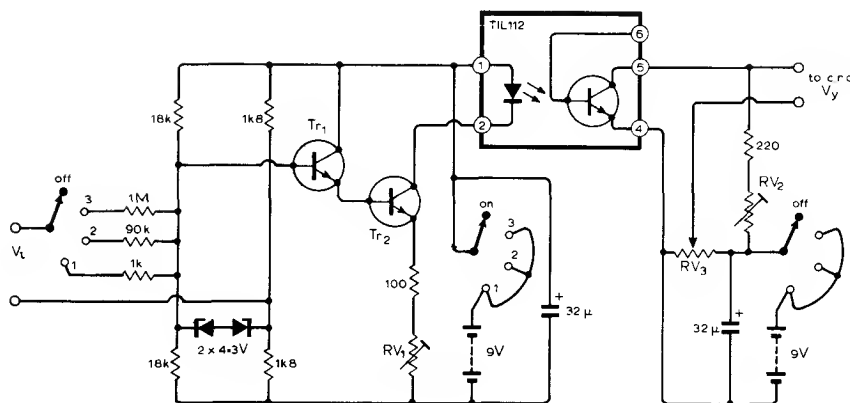 TIL112
6
1
5
to c.r.o.
Vy
2
4
18k
1k8
Tr1
Tr2
220
RV2
off
3
1M
2
90k
1
1k
Vi
on
3
2
1
off
RV3
100
2 x 4·3V
18k
1k8
RV1
9V
+
32µ
+
32µ
9V